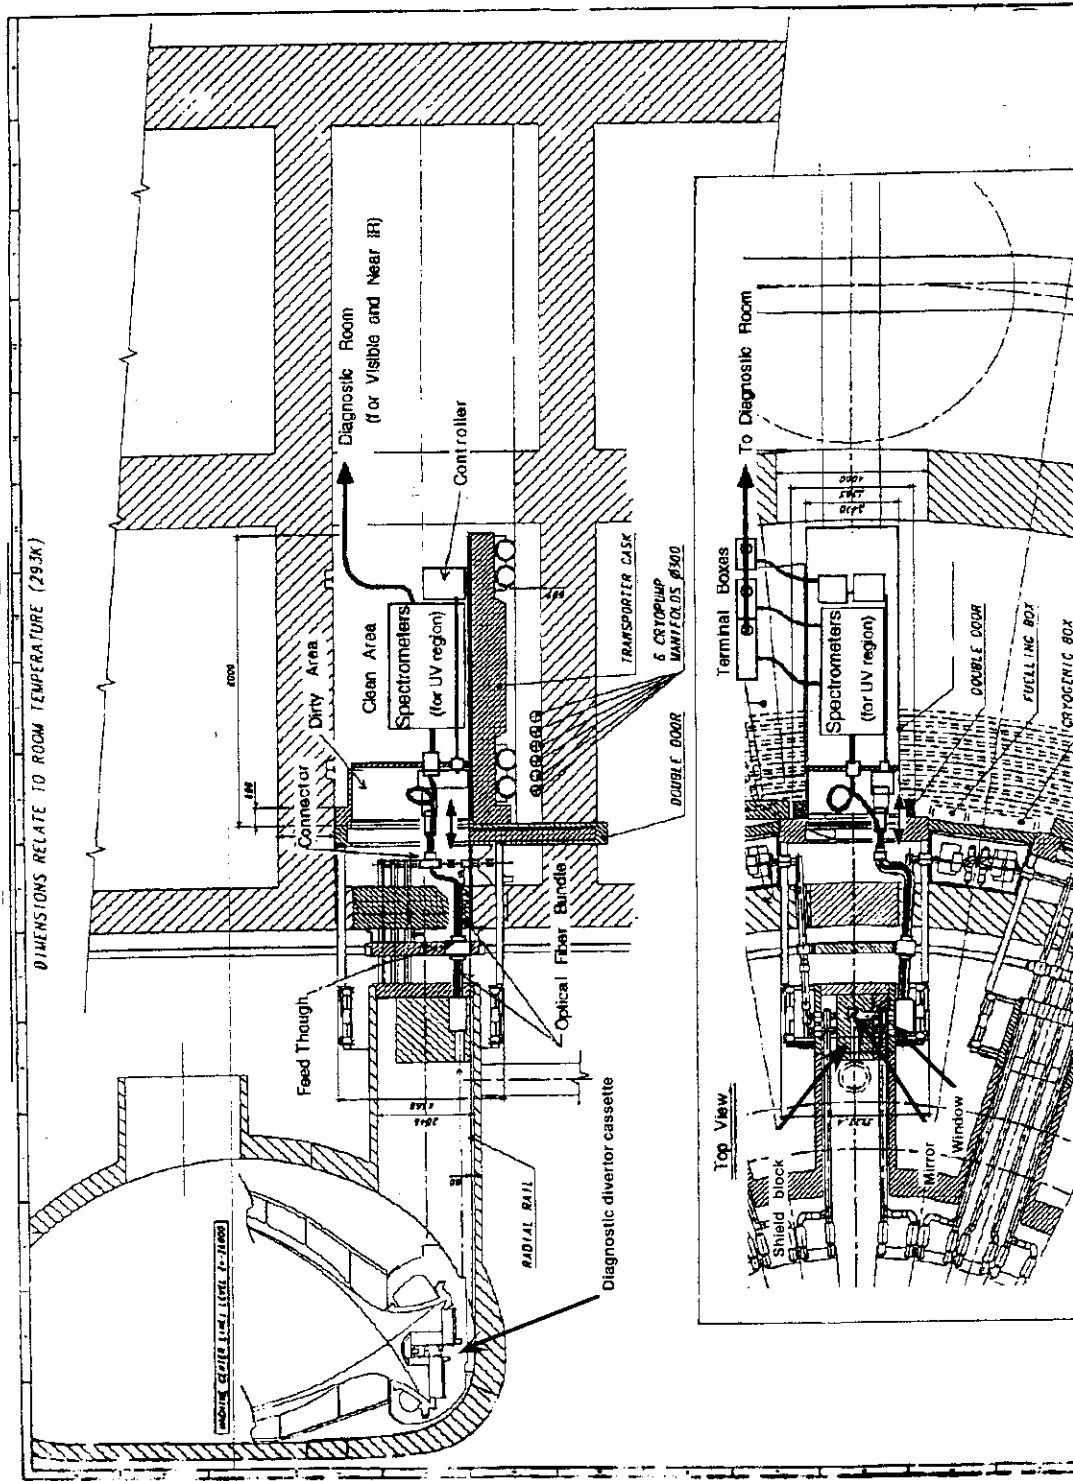 DIMENSIONS RELATE TO ROOM TEMPERATURE (293K)
Diagnostic Room
(for Visible and Near IR)
Controller
Dirty Area
Clean Area
Connector
Spectrometers
(for UV region)
TRANSPORTER CASK
6 CRYOPUMP
MANIFOLDS Ø300
DOUBLE DOOR
Feed Though
Optical Fiber Bundle
RADIAL RAIL
Diagnostic divertor cassette
Top View
To Diagnostic Room
Terminal Boxes
Spectrometers
(for UV region)
DOUBLE DOOR
FUELLING BOX
CRYOGENIC BOX
Shield block
Mirror
Window